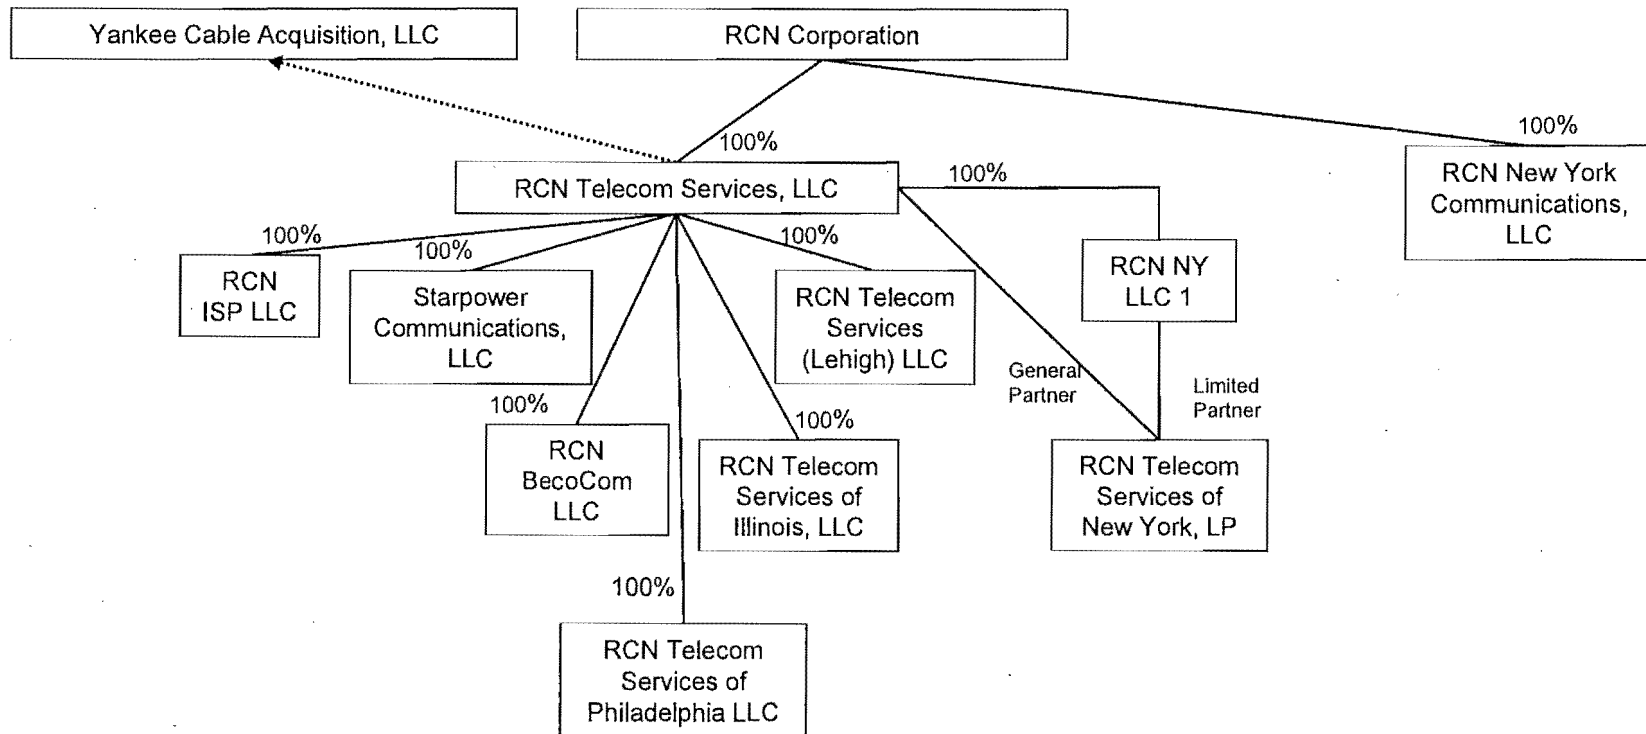 Yankee Cable Acquisition, LLC
RCN Corporation
100%
100%
RCN Telecom Services, LLC
100%
RCN New York
Communications,
LLC
100%
100%
100%
RCN
ISP LLC
Starpower
Communications,
LLC
RCN Telecom
Services
(Lehigh) LLC
RCN NY
LLC 1
General
Partner
Limited
Partner
100%
100%
RCN
BecoCom
LLC
RCN Telecom
Services of
Illinois, LLC
RCN Telecom
Services of
New York, LP
100%
RCN Telecom
Services of
Philadelphia LLC